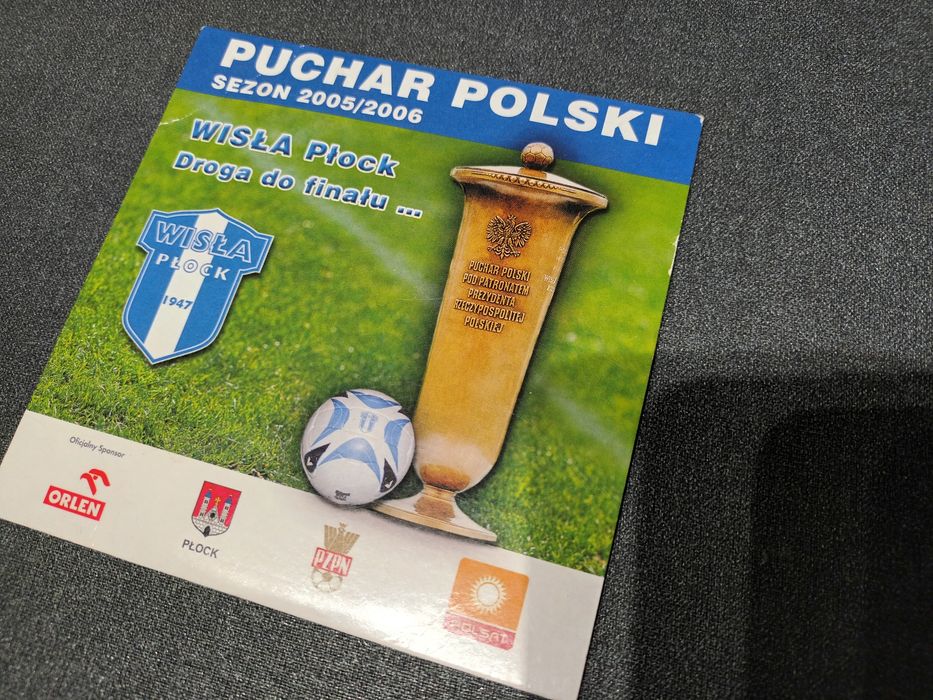 PUCHAR POLSKI
SEZON 2005/2006
WISŁA Płock
Droga do finału ...
WISŁA
PŁOCK
1947
PUCHAR POLSKI
POD PATRONATEM
PREZYDENTA
RZECZYPOSPOLITEJ
POLSKIEJ
Oficjalny Sponsor
ORLEN
PŁOCK
PZPN
POLSAT